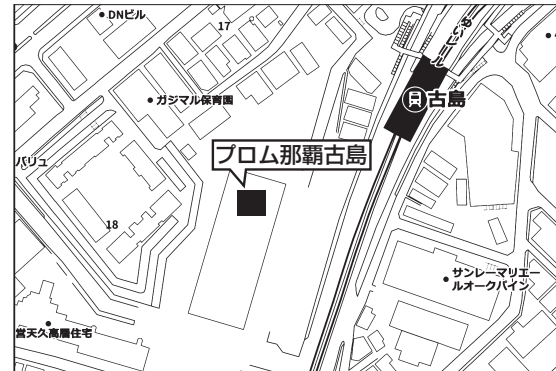 DNビル
17
ゆいレール
ガジマル保育園
古島
プロム那覇古島
バリュ
18
サンレーマリエー
ルオークパイン
営天久高層住宅